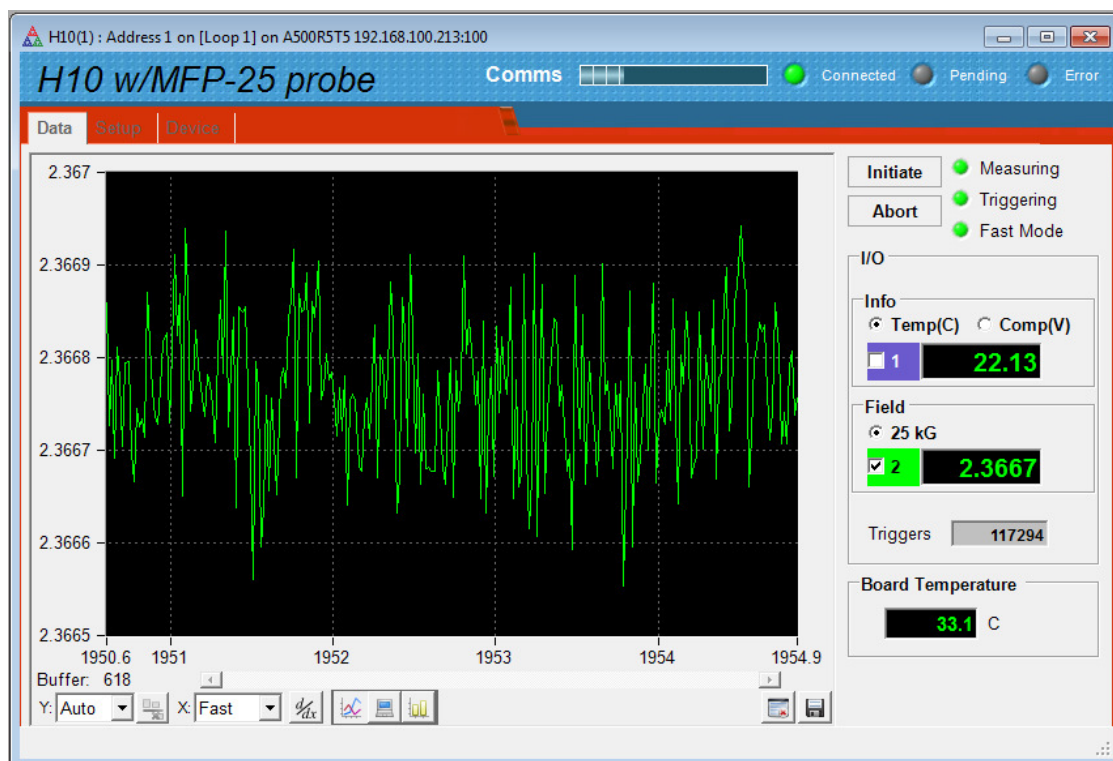 H10(1) : Address 1 on [Loop 1] on A500R5T5 192.168.100.213:100
H10 w/MFP-25 probe
Comms
Connected
Pending
Error
Data
Setup
Device
2.367
2.3669
2.3668
2.3667
2.3666
2.3665
1950.6
1951
1952
1953
1954
1954.9
Buffer: 618
Y: Auto
X: Fast
d/dx
Initiate
Measuring
Triggering
Abort
Fast Mode
I/O
Info
Temp(C)
Comp(V)
1
22.13
Field
25 kG
2
2.3667
Triggers
117294
Board Temperature
33.1 C